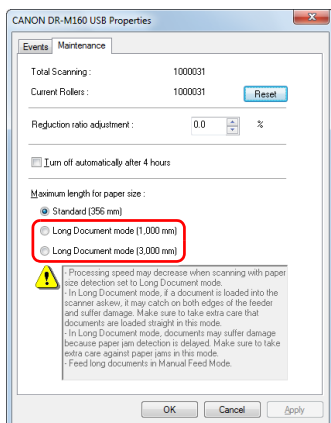 CANON DR-M160 USB Properties
Events Maintenance
Total Scanning : 1000031
Current Rollers : 1000031 Reset
Reduction ratio adjustment : 0.0 %
Turn off automatically after 4 hours
Maximum length for paper size :
Standard (356 mm)
Long Document mode (1,000 mm)
Long Document mode (3,000 mm)
- Processing speed may decrease when scanning with paper
size detection set to Long Document mode.
- In Long Document mode, if a document is loaded into the
scanner askew, it may catch on both edges of the feeder
and suffer damage. Make sure to take extra care that
documents are loaded straight in this mode.
- In Long Document mode, documents may suffer damage
because paper jam detection is delayed. Make sure to take
extra care against paper jams in this mode.
- Feed long documents in Manual Feed Mode.
OK Cancel Apply